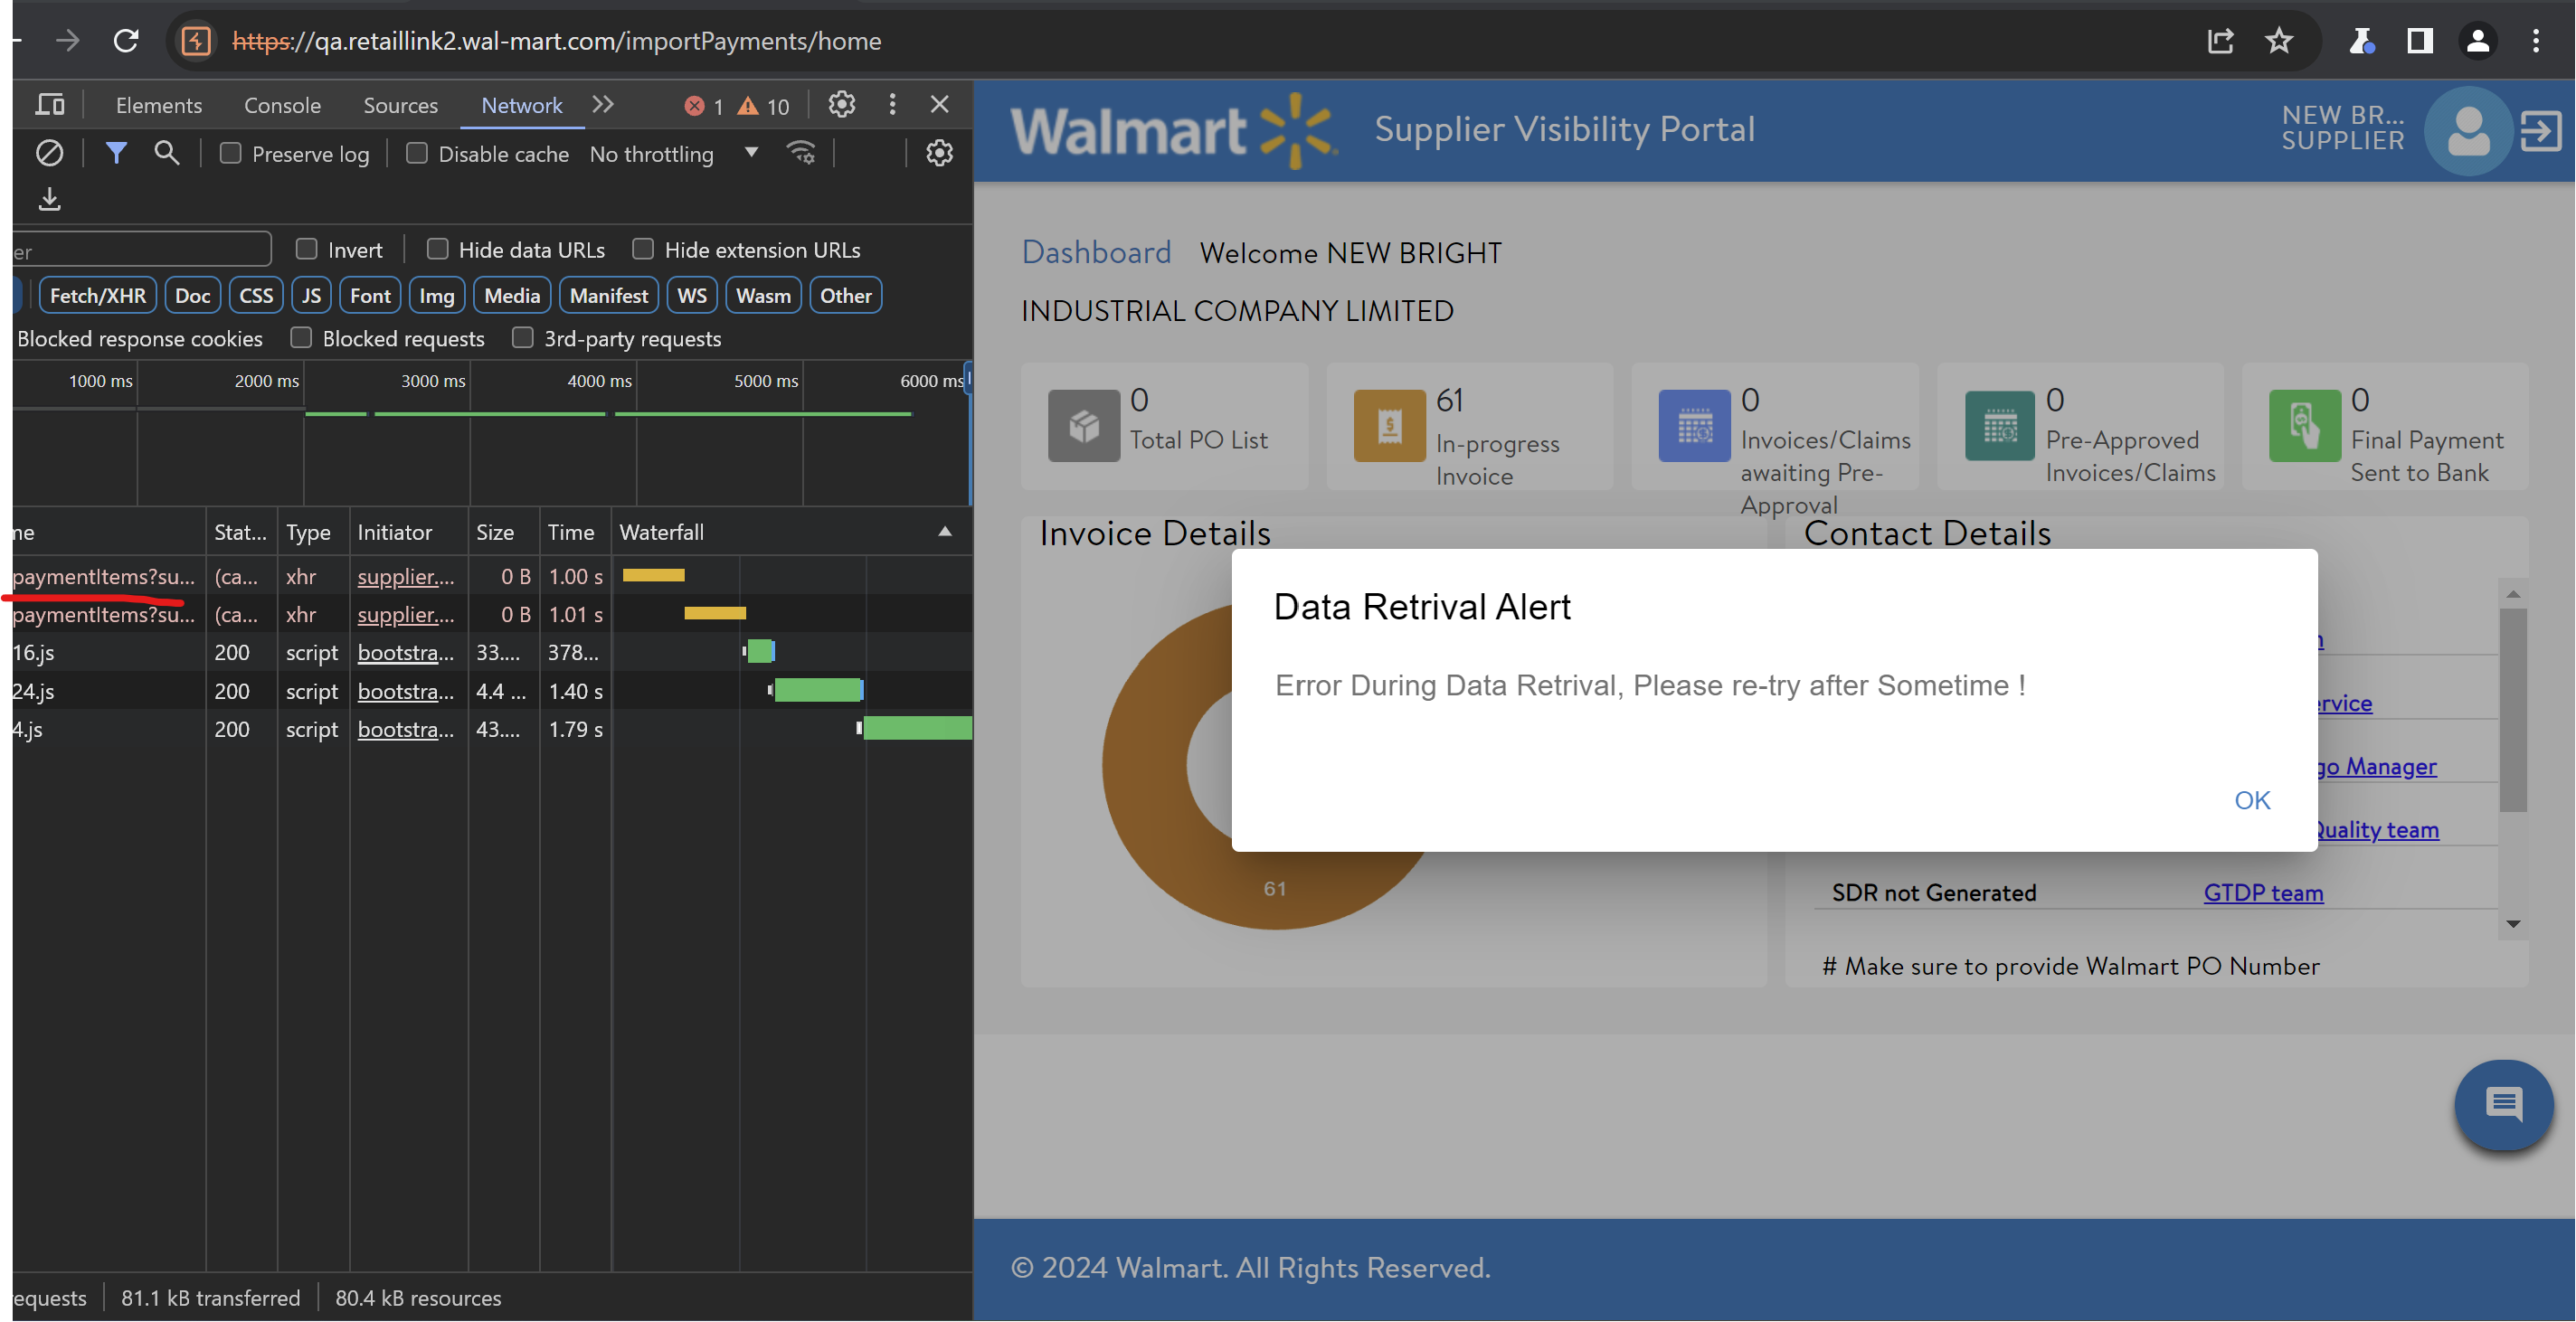 https://qa.retaillink2.wal-mart.com/importPayments/home
Elements Console Sources Network 1 10
Preserve log Disable cache No throttling
er Invert Hide data URLs Hide extension URLs
Fetch/XHR Doc CSS JS Font Img Media Manifest WS Wasm Other
Blocked response cookies Blocked requests 3rd-party requests
1000 ms 2000 ms 3000 ms 4000 ms 5000 ms 6000 ms
me Stat... Type Initiator Size Time Waterfall
paymentItems?su... (ca... xhr supplier.... 0 B 1.00 s
paymentItems?su... (ca... xhr supplier.... 0 B 1.01 s
16.js 200 script bootstra... 33.... 378...
24.js 200 script bootstra... 4.4 ... 1.40 s
4.js 200 script bootstra... 43.... 1.79 s
equests 81.1 kB transferred 80.4 kB resources
Walmart Supplier Visibility Portal
NEW BR...
SUPPLIER
Dashboard Welcome NEW BRIGHT
INDUSTRIAL COMPANY LIMITED
0
Total PO List
61
In-progress
Invoice
0
Invoices/Claims
awaiting Pre-
Approval
0
Pre-Approved
Invoices/Claims
0
Final Payment
Sent to Bank
Invoice Details
Contact Details
Data Retrival Alert
Error During Data Retrival, Please re-try after Sometime !
OK
n
ervice
go Manager
Quality team
61
SDR not Generated GTDP team
# Make sure to provide Walmart PO Number
© 2024 Walmart. All Rights Reserved.